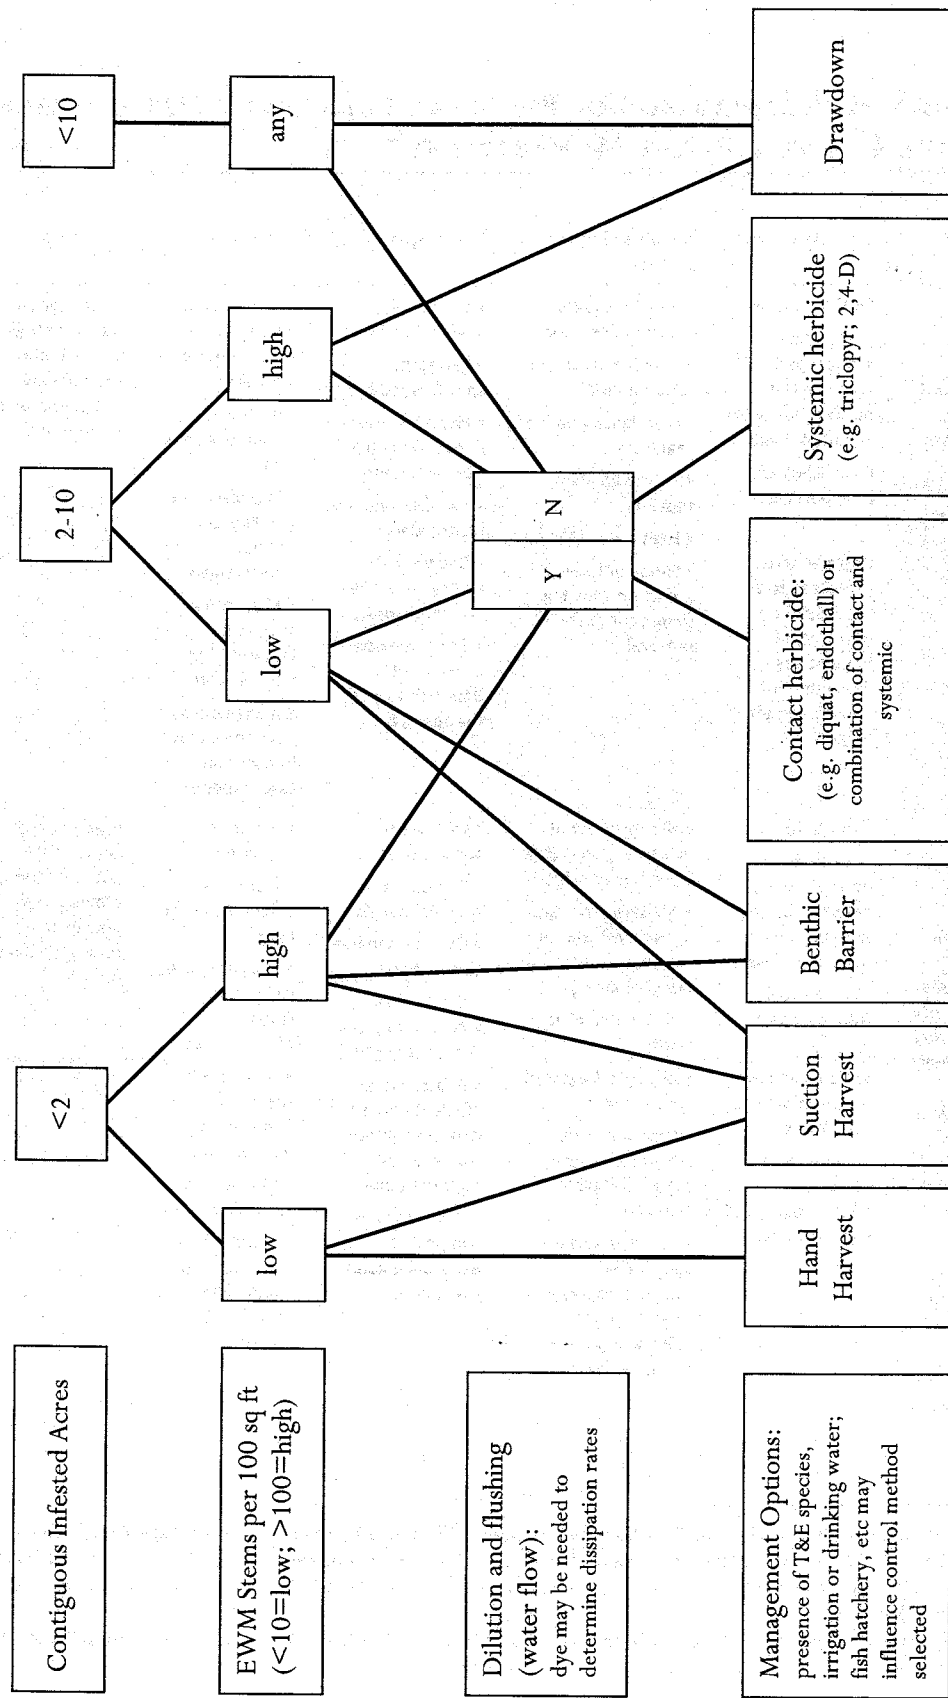 Contiguous Infested Acres
<2
2-10
<10
EWM Stems per 100 sq ft
(<10=low; >100=high)
low
high
low
high
any
Dilution and flushing
(water flow):
dye may be needed to
determine dissipation rates
Y
N
Management Options:
presence of T&E species,
irrigation or drinking water;
fish hatchery, etc may
influence control method
selected
Hand
Harvest
Suction
Harvest
Benthic
Barrier
Contact herbicide:
(e.g. diquat, endothall) or
combination of contact and
systemic
Systemic herbicide
(e.g. triclopyr; 2,4-D)
Drawdown